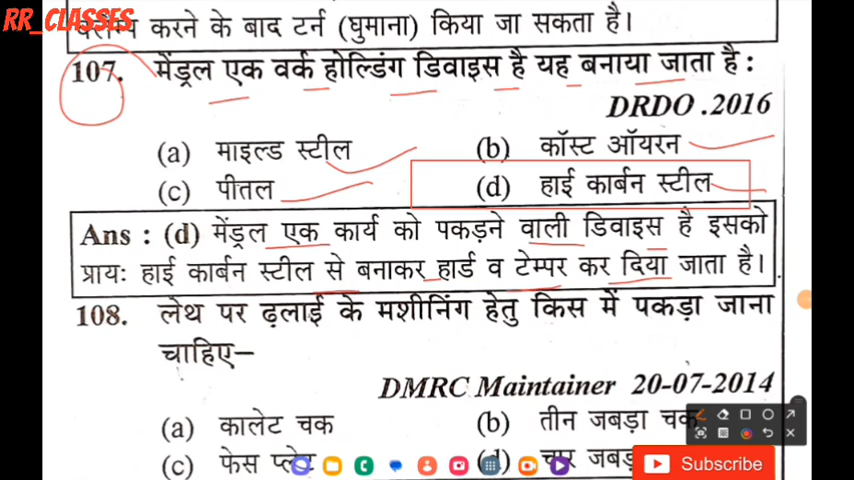 RR_CLASSES
करने के बाद टर्न (घुमाना) किया जा सकता है।
107. मेंड्रल एक वर्क होल्डिंग डिवाइस है यह बनाया जाता है :
DRDO .2016
(a) माइल्ड स्टील (b) कॉस्ट ऑयरन
(c) पीतल (d) हाई कार्बन स्टील
Ans : (d) मेंड्रल एक कार्य को पकड़ने वाली डिवाइस है इसको
प्रायः हाई कार्बन स्टील से बनाकर हार्ड व टेम्पर कर दिया जाता है।
108. लेथ पर ढ़लाई के मशीनिंग हेतु किस में पकड़ा जाना
चाहिए–
DMRC Maintainer 20-07-2014
(a) कालेट चक (b) तीन जबड़ा चक
(c) फेस प्लेट (d) चार
Subscribe